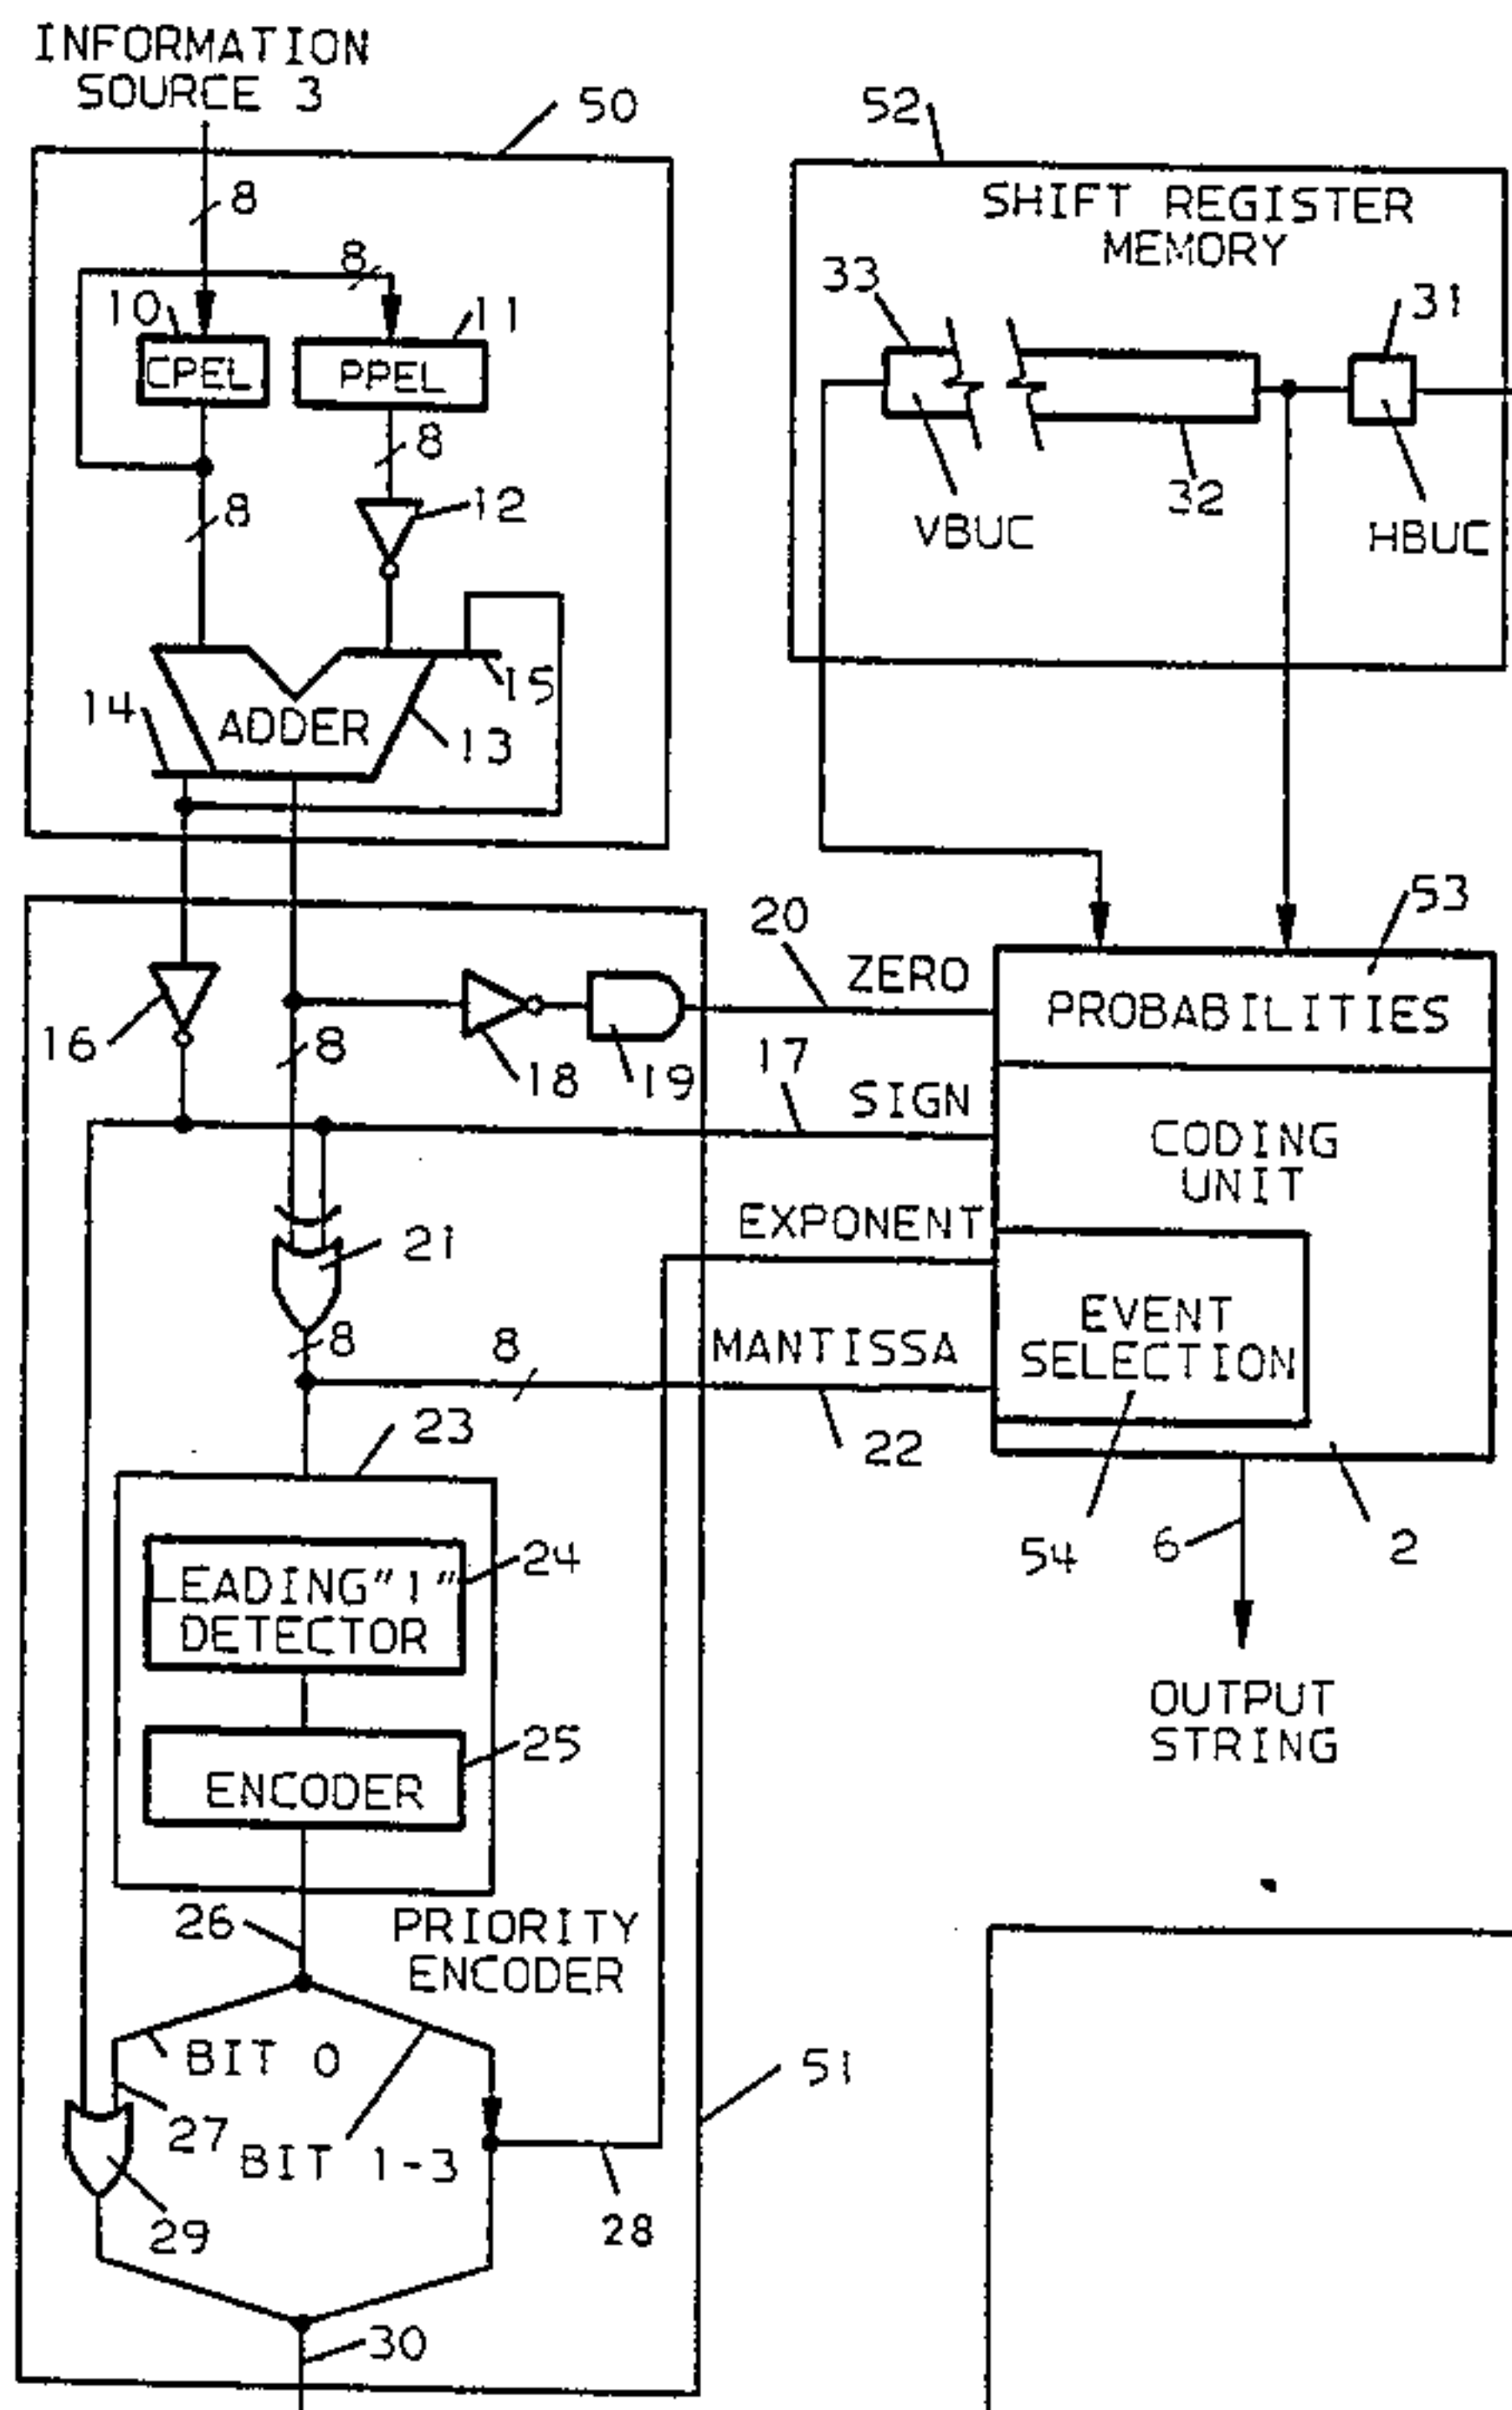 INFORMATION
SOURCE 3
50
8
8
10
11
CPEL
PPEL
8
12
8
15
14
ADDER
13
52
SHIFT REGISTER
MEMORY
33
31
32
VBUC
HBUC
16
8
18
19
20
ZERO
17
SIGN
53
PROBABILITIES
CODING
UNIT
21
EXPONENT
8
8
MANTISSA
EVENT
SELECTION
22
23
54
6
2
24
LEADING"1"
DETECTOR
25
ENCODER
OUTPUT
STRING
26
PRIORITY
ENCODER
BIT 0
51
27
BIT 1-3
28
29
30